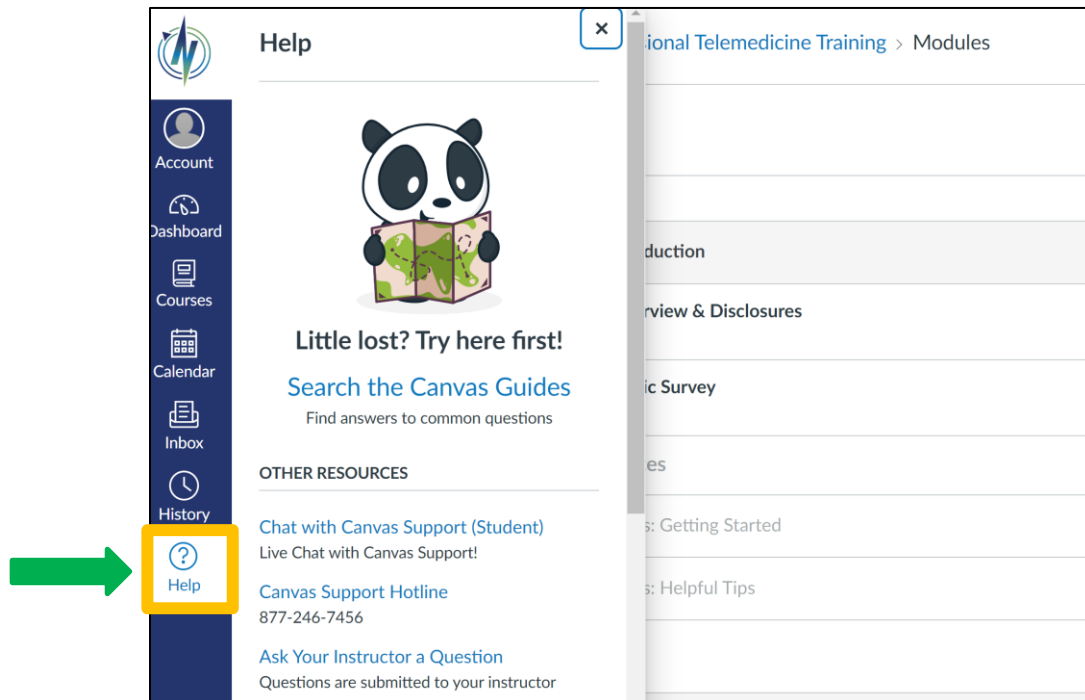 Help
×
ional Telemedicine Training > Modules
Account
Dashboard
Courses
Calendar
Inbox
History
Help
Little lost? Try here first!
Search the Canvas Guides
Find answers to common questions
OTHER RESOURCES
Chat with Canvas Support (Student)
Live Chat with Canvas Support!
Canvas Support Hotline
877-246-7456
Ask Your Instructor a Question
Questions are submitted to your instructor
duction
rview & Disclosures
ic Survey
es
s: Getting Started
s: Helpful Tips